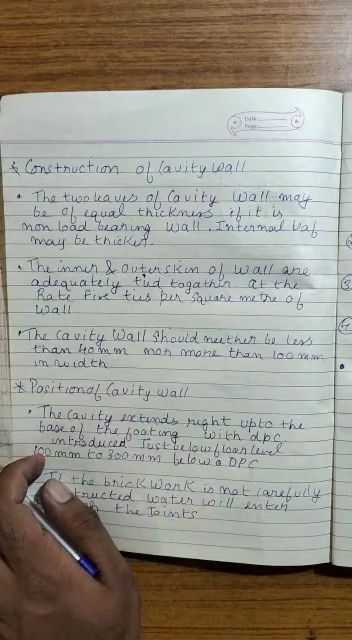 Date
Page
* Construction of Cavity Wall
• The two leaves of Cavity Wall may
be of equal thickness if it is
non load bearing wall. Internal leaf
may be thicker.
• The inner & outer skin of wall are
adequately tied togather. at the
Rate Five ties per square metre of
Wall
• The cavity Wall should neither be less
than 40mm nor more than 100mm
in width.
* Position of Cavity wall
• The Cavity extends right upto the
base of the footing with dpc
introduced Just below floor level
to 300mm below a DPC
the brick work is not carefully
water will enter
the Joints